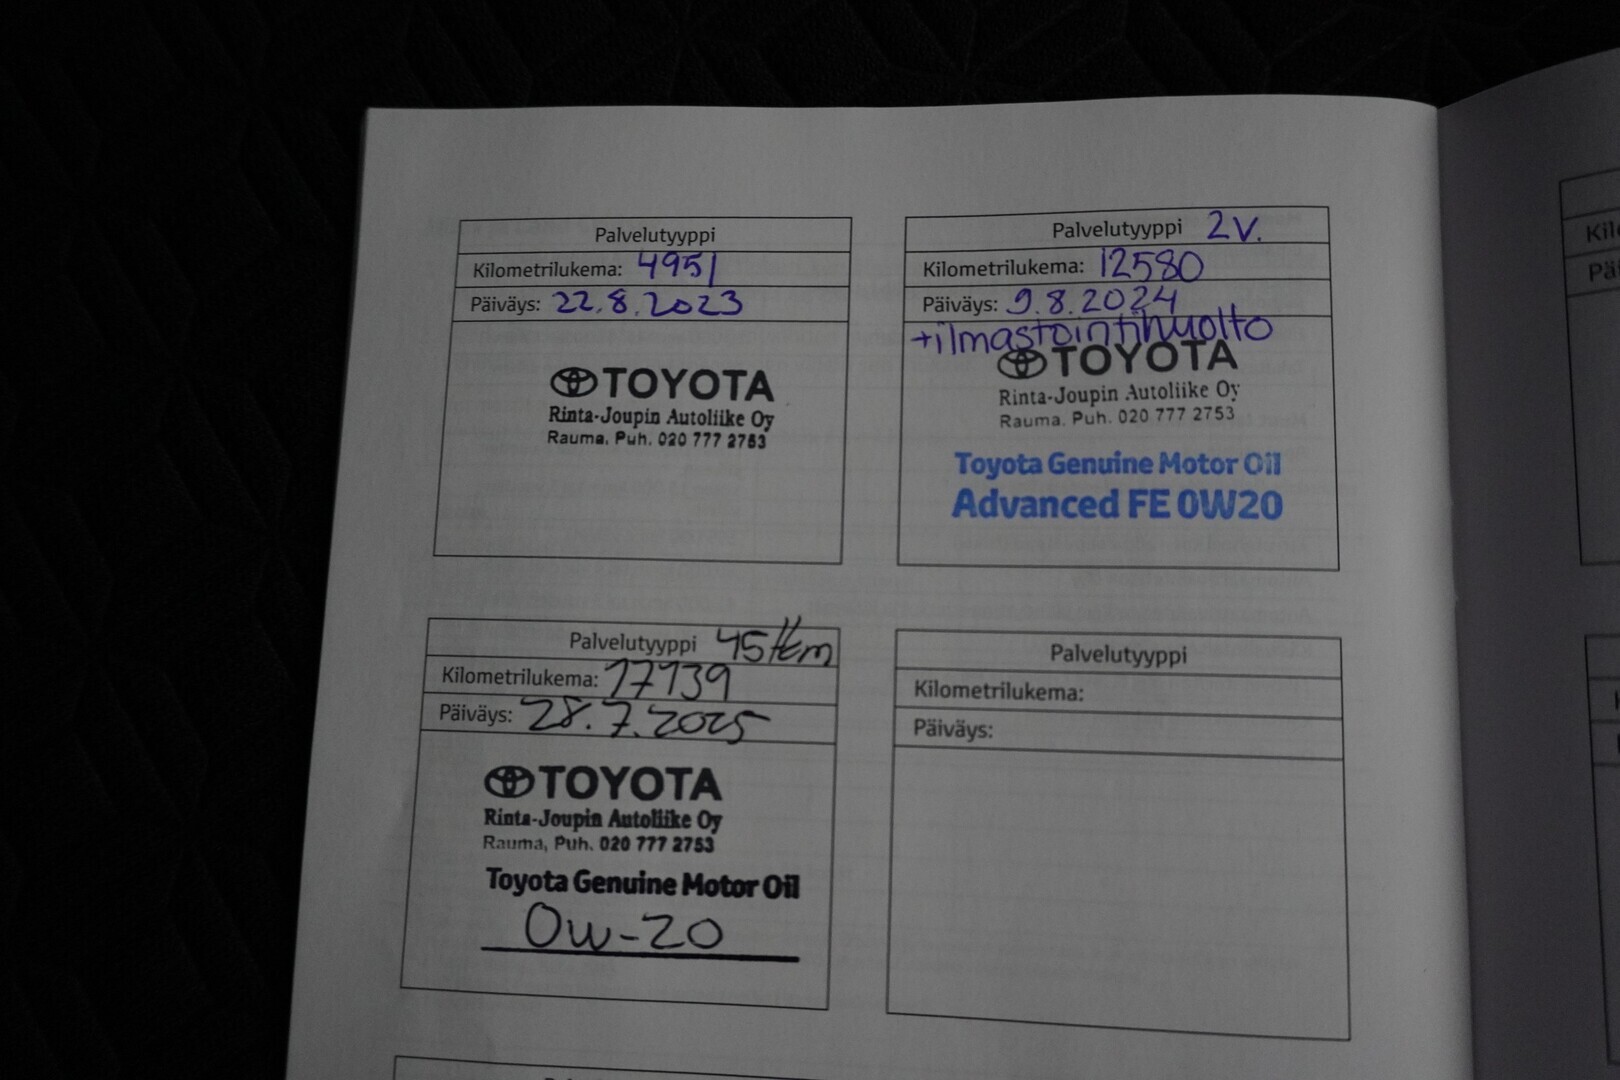 Palvelutyyppi
Kilometrilukema: 4951
Päiväys: 22.8.2023
TOYOTA
Rinta-Joupin Autoliike Oy
Rauma, Puh. 020 777 2753
Palvelutyyppi 2v.
Kilometrilukema: 12580
Päiväys: 9.8.2024
+ilmastointihuolto
TOYOTA
Rinta-Joupin Autoliike Oy
Rauma, Puh. 020 777 2753
Toyota Genuine Motor Oil
Advanced FE 0W20
Palvelutyyppi 45tkm
Kilometrilukema: 17739
Päiväys: 28.7.2025
TOYOTA
Rinta-Joupin Autoliike Oy
Rauma, Puh. 020 777 2753
Toyota Genuine Motor Oil
0w-20
Palvelutyyppi
Kilometrilukema:
Päiväys: